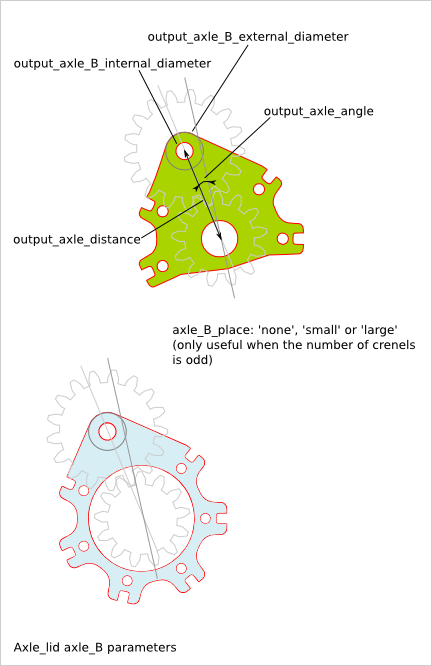 output_axle_B_external_diameter
output_axle_B_internal_diameter
output_axle_angle
output_axle_distance
axle_B_place: 'none', 'small' or 'large'
(only useful when the number of crenels
is odd)
Axle_lid axle_B parameters